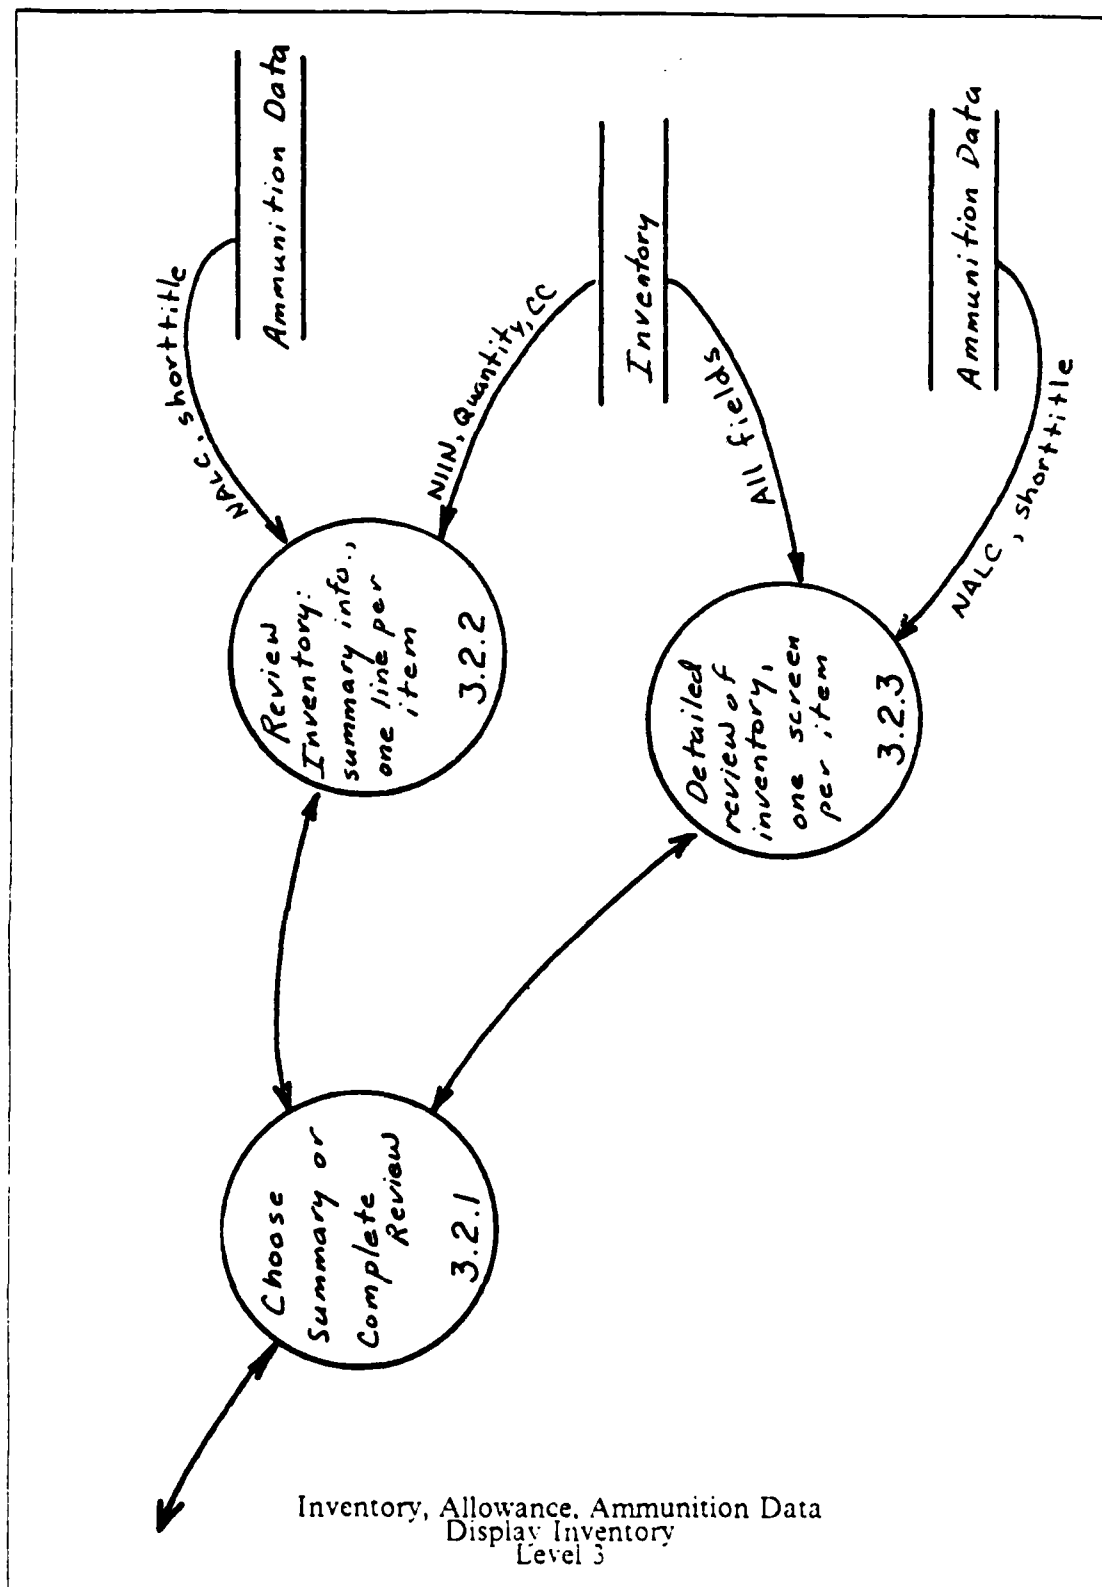 Ammunition Data
Inventory
Ammunition Data
NALC, shorttitle
NIIN, Quantity, CC
All fields
NALC, shorttitle
Review
Inventory:
summary info.,
one line per
item
3.2.2
Detailed
review of
inventory,
one screen
per item
3.2.3
Choose
Summary or
Complete
Review
3.2.1
Inventory, Allowance, Ammunition Data
Display Inventory
Level 3